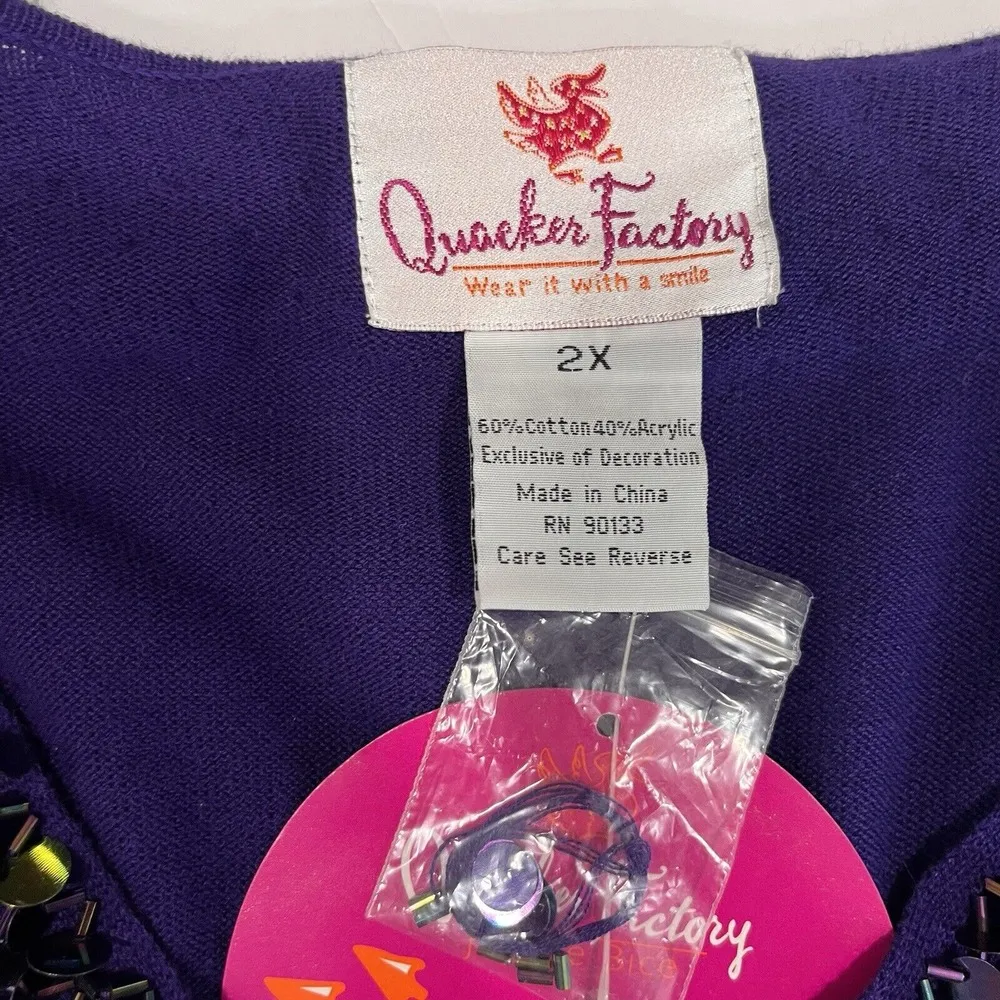 Quacker Factory
Wear it with a smile
2X
60%Cotton40%Acrylic
Exclusive of Decoration
Made in China
RN 90133
Care See Reverse
Factory